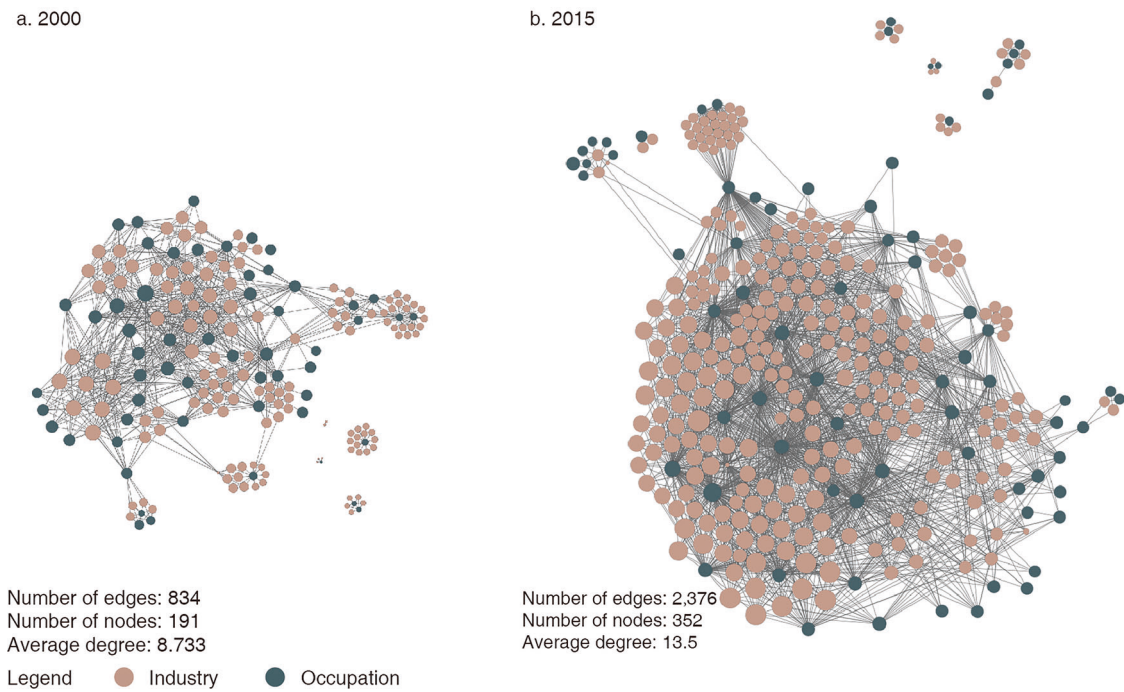 a. 2000
b. 2015
Number of edges: 834
Number of nodes: 191
Average degree: 8.733
Number of edges: 2,376
Number of nodes: 352
Average degree: 13.5
Legend Industry Occupation